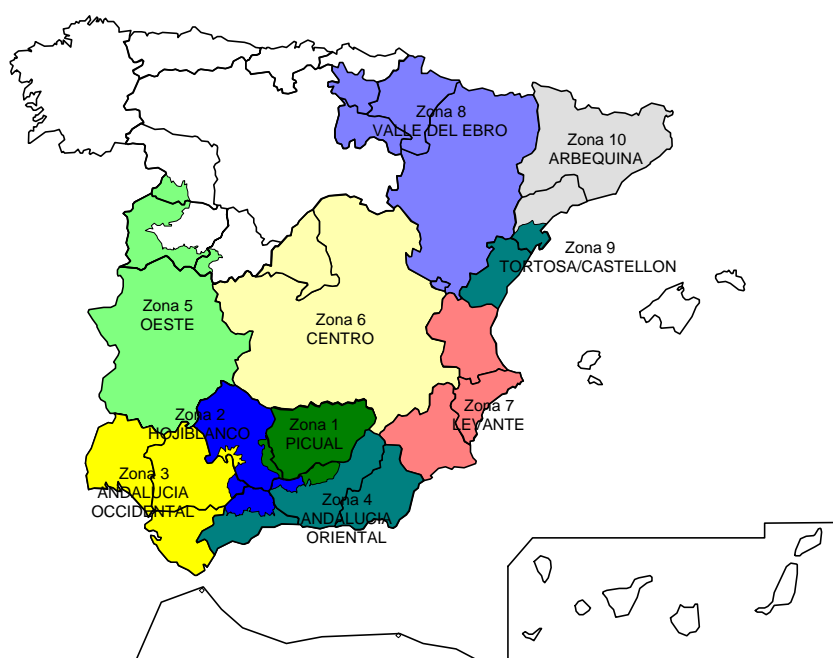 Zona 8
VALLE DEL EBRO
Zona 10
ARBEQUINA
Zona 9
TORTOSA/CASTELLON
Zona 5
OESTE
Zona 6
CENTRO
Zona 7
LEVANTE
Zona 2
HOJIBLANCO
Zona 1
PICUAL
Zona 3
ANDALUCIA
OCCIDENTAL
Zona 4
ANDALUCIA
ORIENTAL